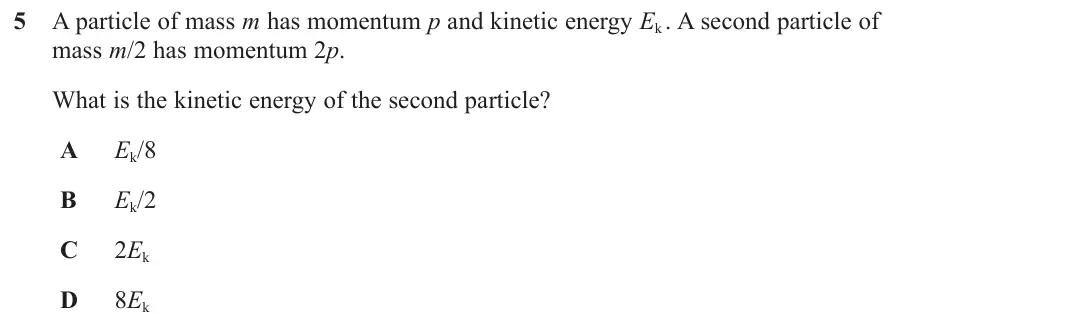 5 A particle of mass m has momentum p and kinetic energy Eₖ. A second particle of
mass m/2 has momentum 2p.
What is the kinetic energy of the second particle?
A Eₖ/8
B Eₖ/2
C 2Eₖ
D 8Eₖ